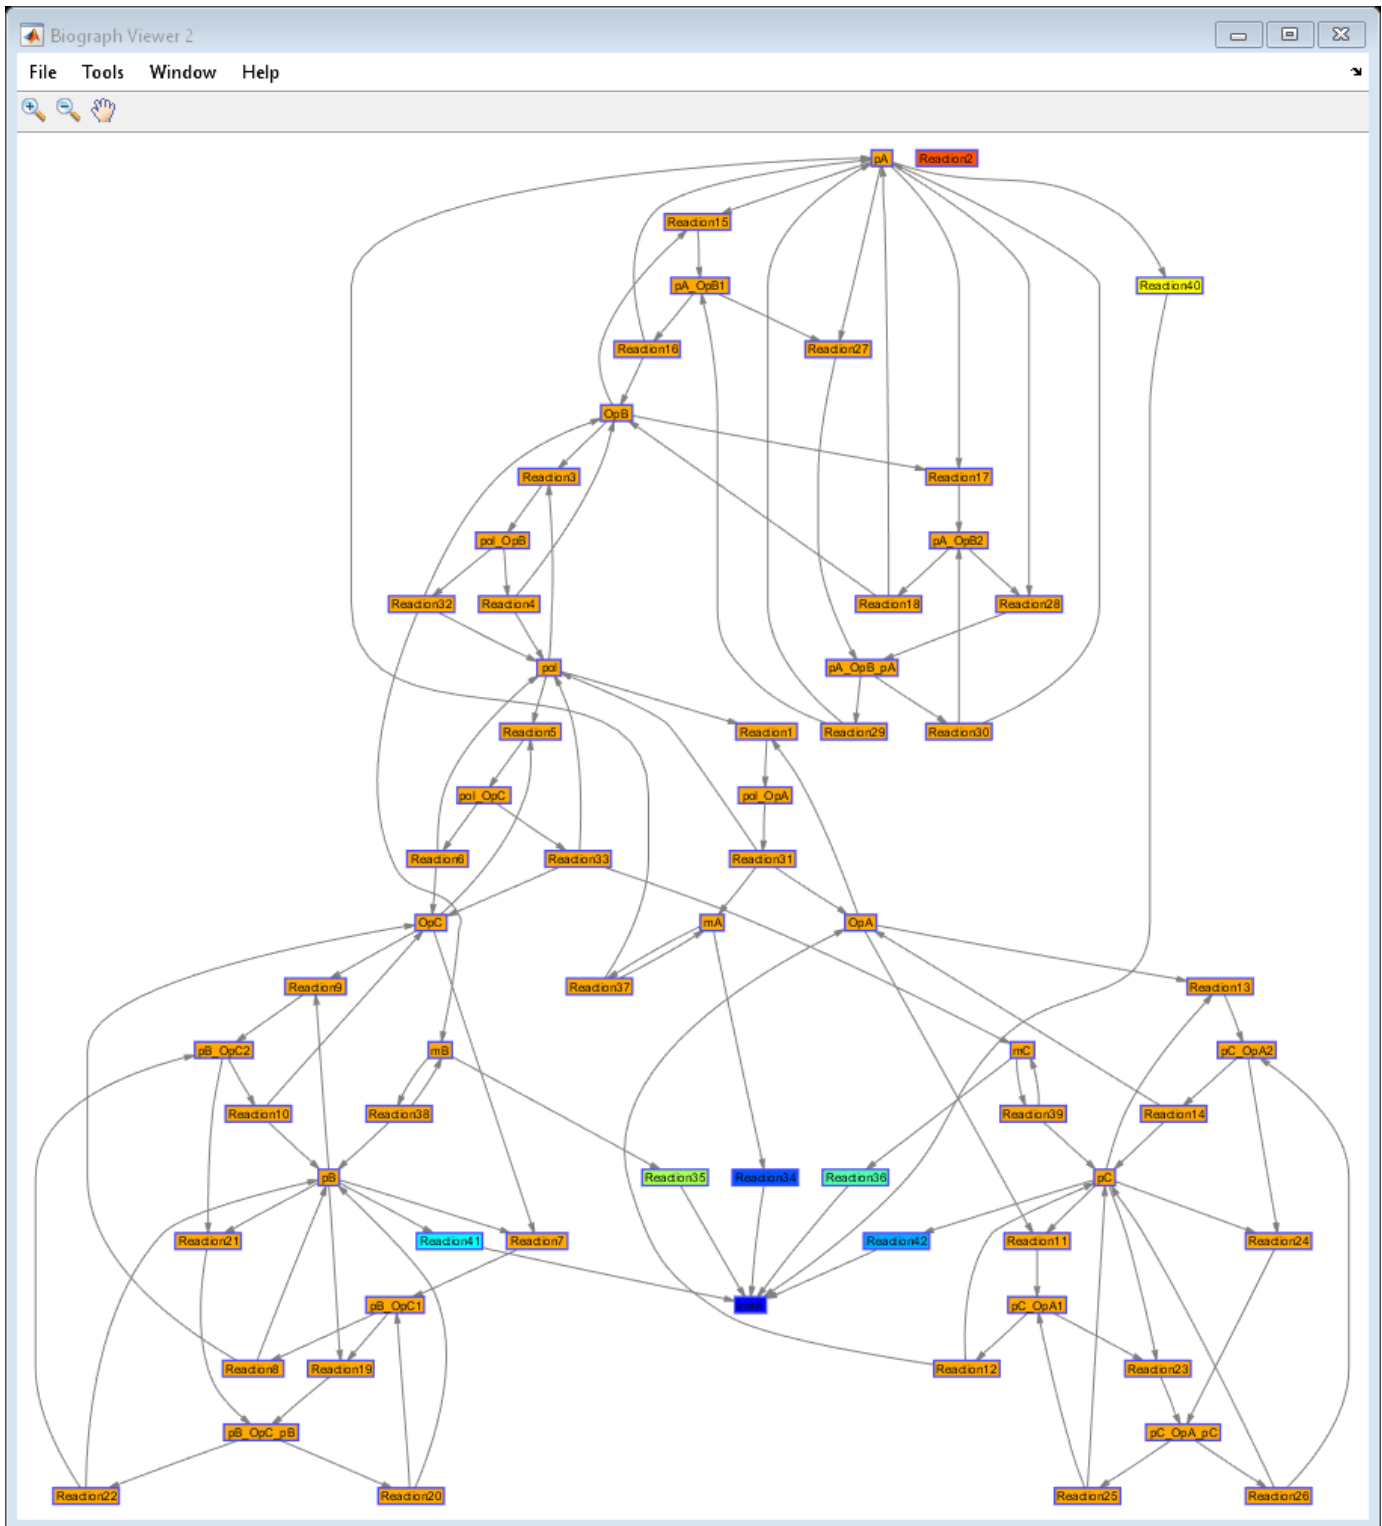 Biograph Viewer 2
File Tools Window Help
pA Reaction2
Reaction15
pA_OpB1 Reaction40
Reaction16 Reaction27
OpB
Reaction3 Reaction17
pol_OpB pA_OpB2
Reaction32 Reaction4 Reaction18 Reaction28
pol pA_OpB_pA
Reaction5 Reaction1 Reaction29 Reaction30
pol_OpC pol_OpA
Reaction6 Reaction33 Reaction31
OpC mA OpA
Reaction9 Reaction37 Reaction13
pB_OpC2 mB mC pC_OpA2
Reaction10 Reaction38 Reaction39 Reaction14
pB Reaction35 Reaction34 Reaction36 pC
Reaction21 Reaction41 Reaction7 Reaction42 Reaction11 Reaction24
pB_OpC1 pC_OpA1
Reaction8 Reaction19 Reaction12 Reaction23
pB_OpC_pB pC_OpA_pC
Reaction22 Reaction20 Reaction25 Reaction26